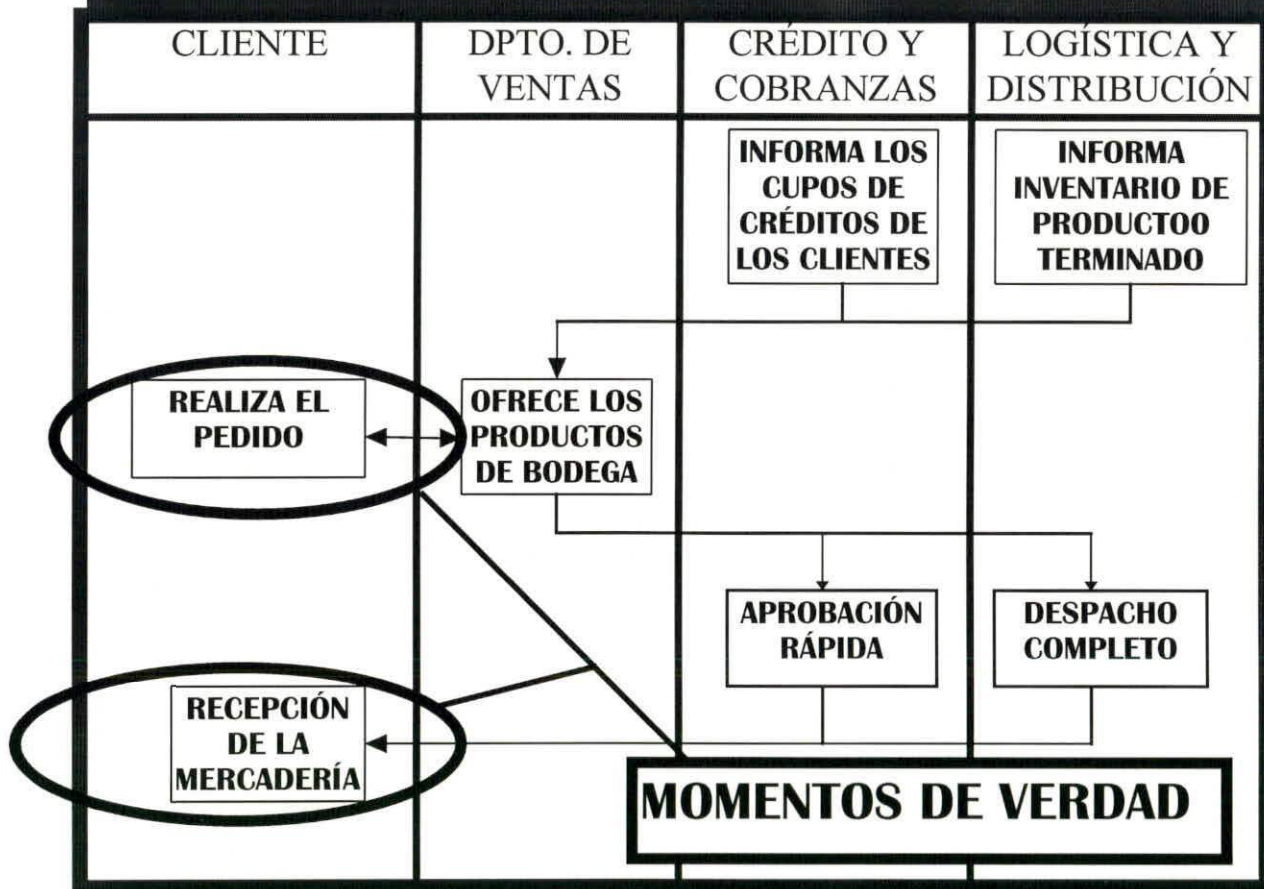 CLIENTE
DPTO. DE
VENTAS
CRÉDITO Y
COBRANZAS
LOGÍSTICA Y
DISTRIBUCIÓN
INFORMA LOS
CUPOS DE
CRÉDITOS DE
LOS CLIENTES
INFORMA
INVENTARIO DE
PRODUCTOO
TERMINADO
REALIZA EL
PEDIDO
OFRECE LOS
PRODUCTOS
DE BODEGA
APROBACIÓN
RÁPIDA
DESPACHO
COMPLETO
RECEPCIÓN
DE LA
MERCADERÍA
MOMENTOS DE VERDAD